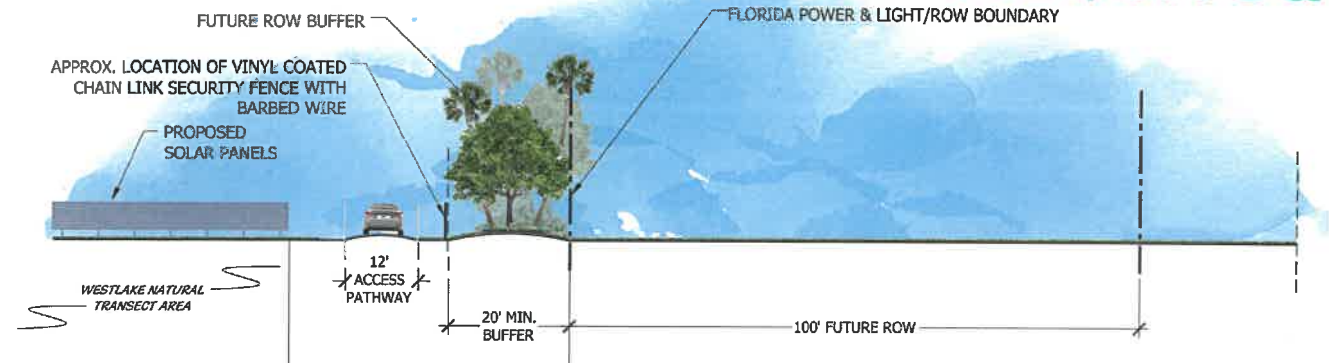 FUTURE ROW BUFFER
FLORIDA POWER & LIGHT/ROW BOUNDARY
APPROX. LOCATION OF VINYL COATED
CHAIN LINK SECURITY FENCE WITH
BARBED WIRE
PROPOSED
SOLAR PANELS
12'
ACCESS
PATHWAY
WESTLAKE NATURAL
TRANSECT AREA
20' MIN.
BUFFER
100' FUTURE ROW